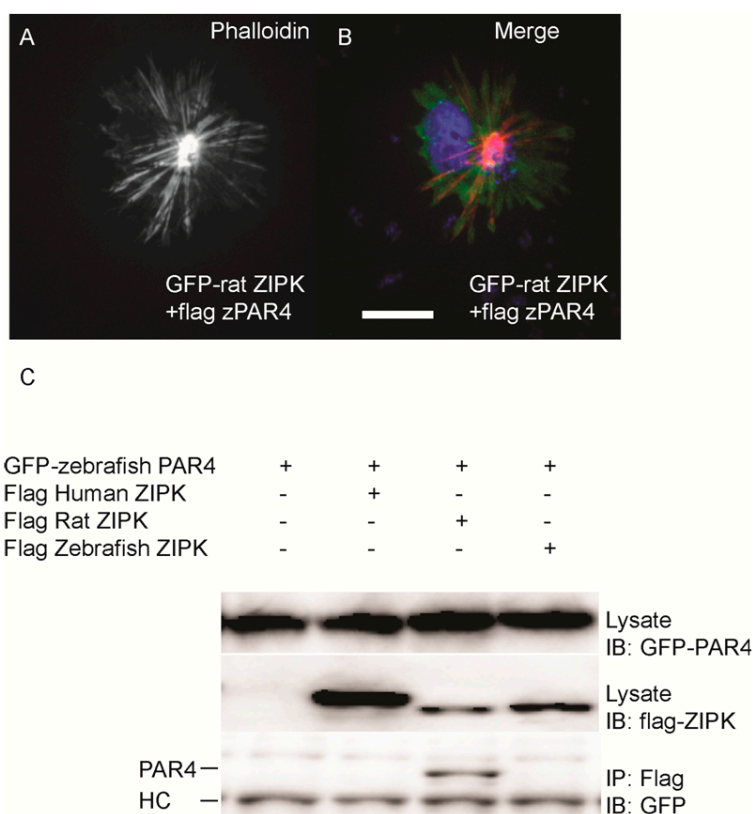 A
Phalloidin
GFP-rat ZIPK
+flag zPAR4
B
Merge
GFP-rat ZIPK
+flag zPAR4
C
GFP-zebrafish PAR4 + + + +
Flag Human ZIPK - + - -
Flag Rat ZIPK - - + -
Flag Zebrafish ZIPK - - - +
Lysate
IB: GFP-PAR4
Lysate
IB: flag-ZIPK
PAR4
HC
IP: Flag
IB: GFP